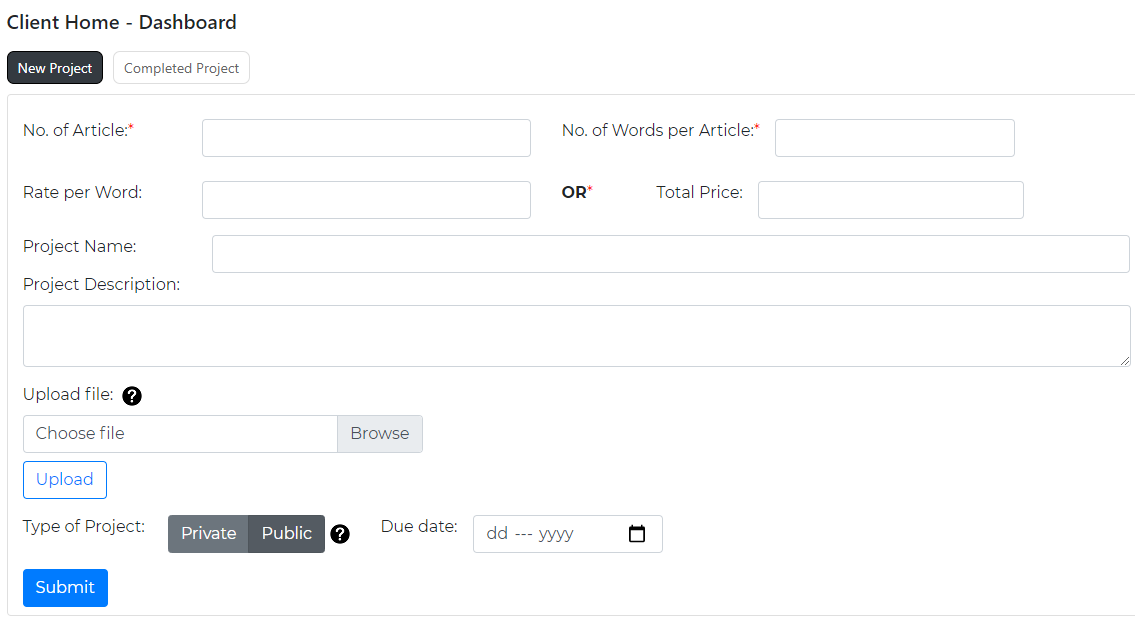 Client Home - Dashboard
New Project Completed Project
No. of Article:* No. of Words per Article:*
Rate per Word: OR* Total Price:
Project Name:
Project Description:
Upload file: ?
Choose file Browse
Upload
Type of Project: Private Public ? Due date: dd --- yyyy
Submit